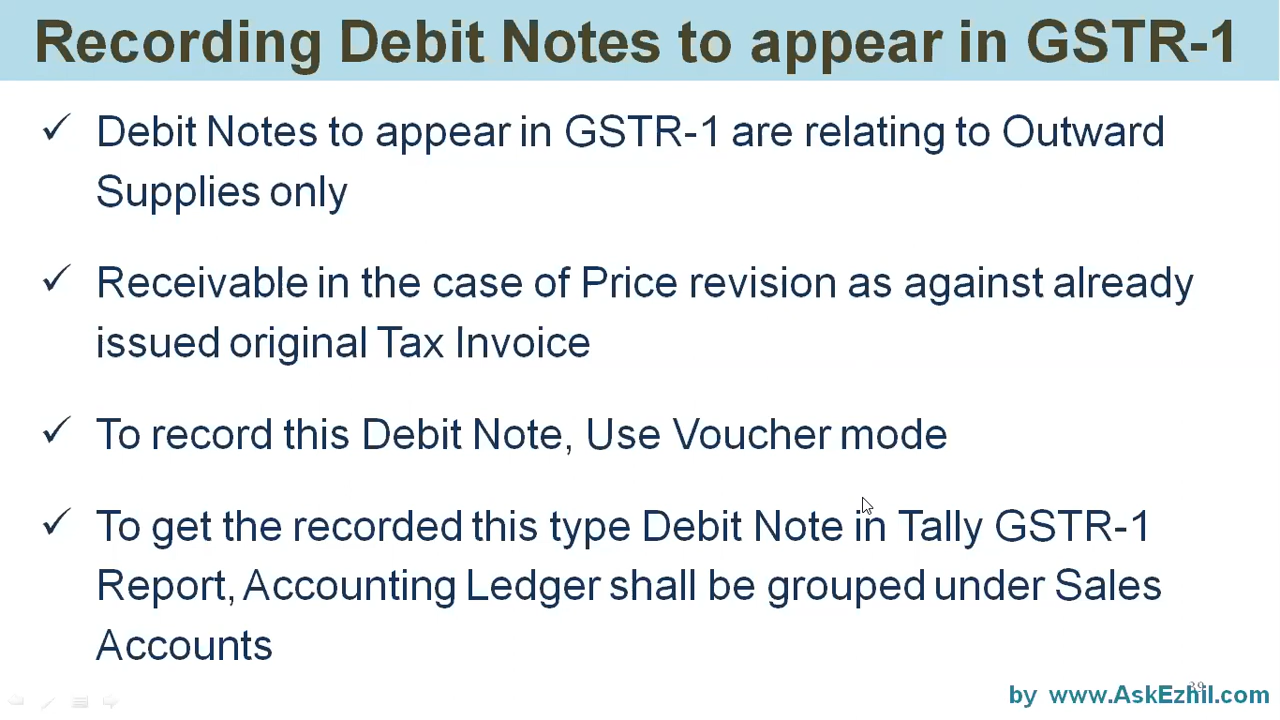 Recording Debit Notes to appear in GSTR-1
✓ Debit Notes to appear in GSTR-1 are relating to Outward
Supplies only
✓ Receivable in the case of Price revision as against already
issued original Tax Invoice
✓ To record this Debit Note, Use Voucher mode
✓ To get the recorded this type Debit Note in Tally GSTR-1
Report, Accounting Ledger shall be grouped under Sales
Accounts
39
by www.AskEzhil.com